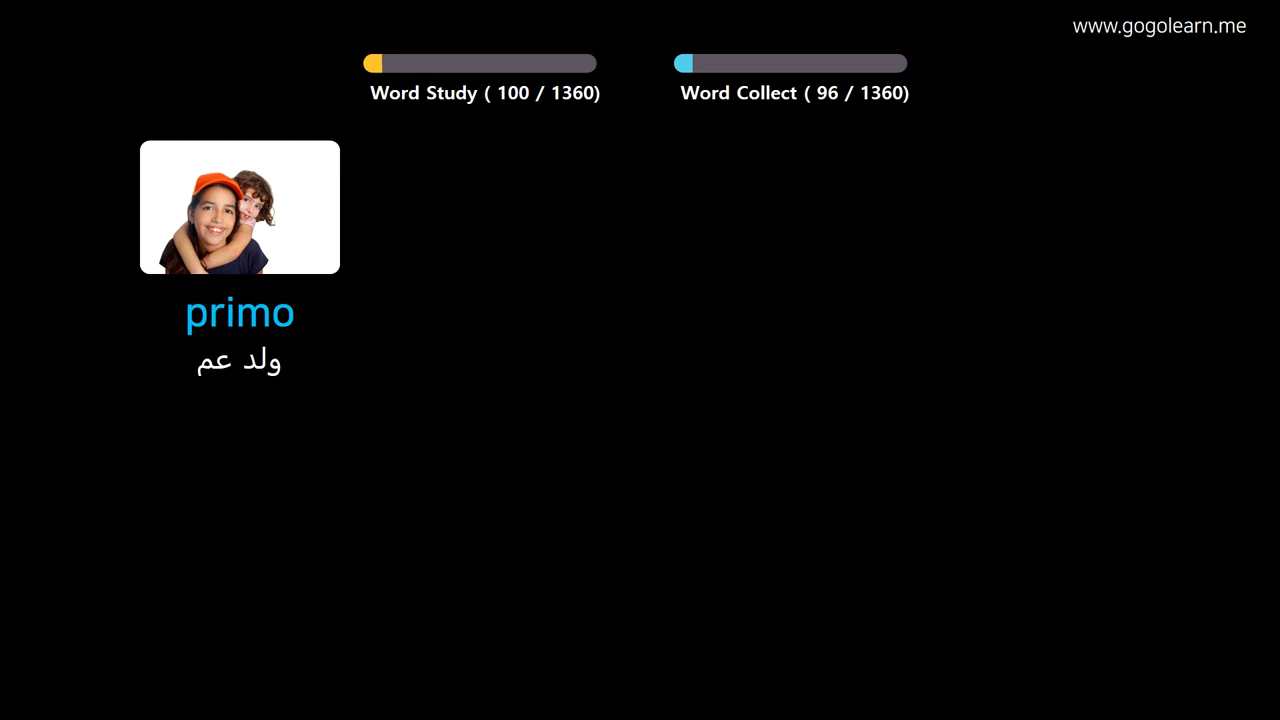 www.gogolearn.me
Word Study ( 100 / 1360)
Word Collect ( 96 / 1360)
primo
ولد عم